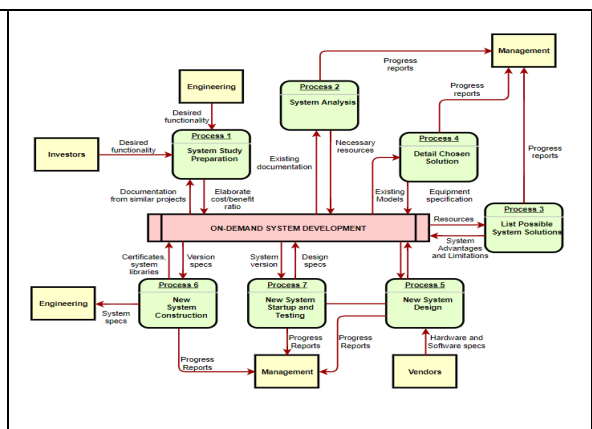 Management
Progress
reports
Engineering
Process 2
System Analysis
Progress
reports
Desired
functionality
Process 1
System Study
Preparation
Process 4
Detail Chosen
Solution
Investors
Desired
functionality
Existing
documentation
Necessary
resources
Progress
reports
Documentation
from similar projects
Elaborate
cost/benefit
ratio
Existing
Models
Equipment
specification
Process 3
List Possible
System Solutions
ON-DEMAND SYSTEM DEVELOPMENT
Resources
System
Advantages
and Limitations
Certificates,
system
libraries
Version
specs
System
version
Design
specs
Process 6
New
System
Construction
Process 7
New System
Startup and
Testing
Process 5
New System
Design
Engineering
System
specs
Progress
Reports
Progress
Reports
Progress
Reports
Hardware and
Software specs
Management
Vendors